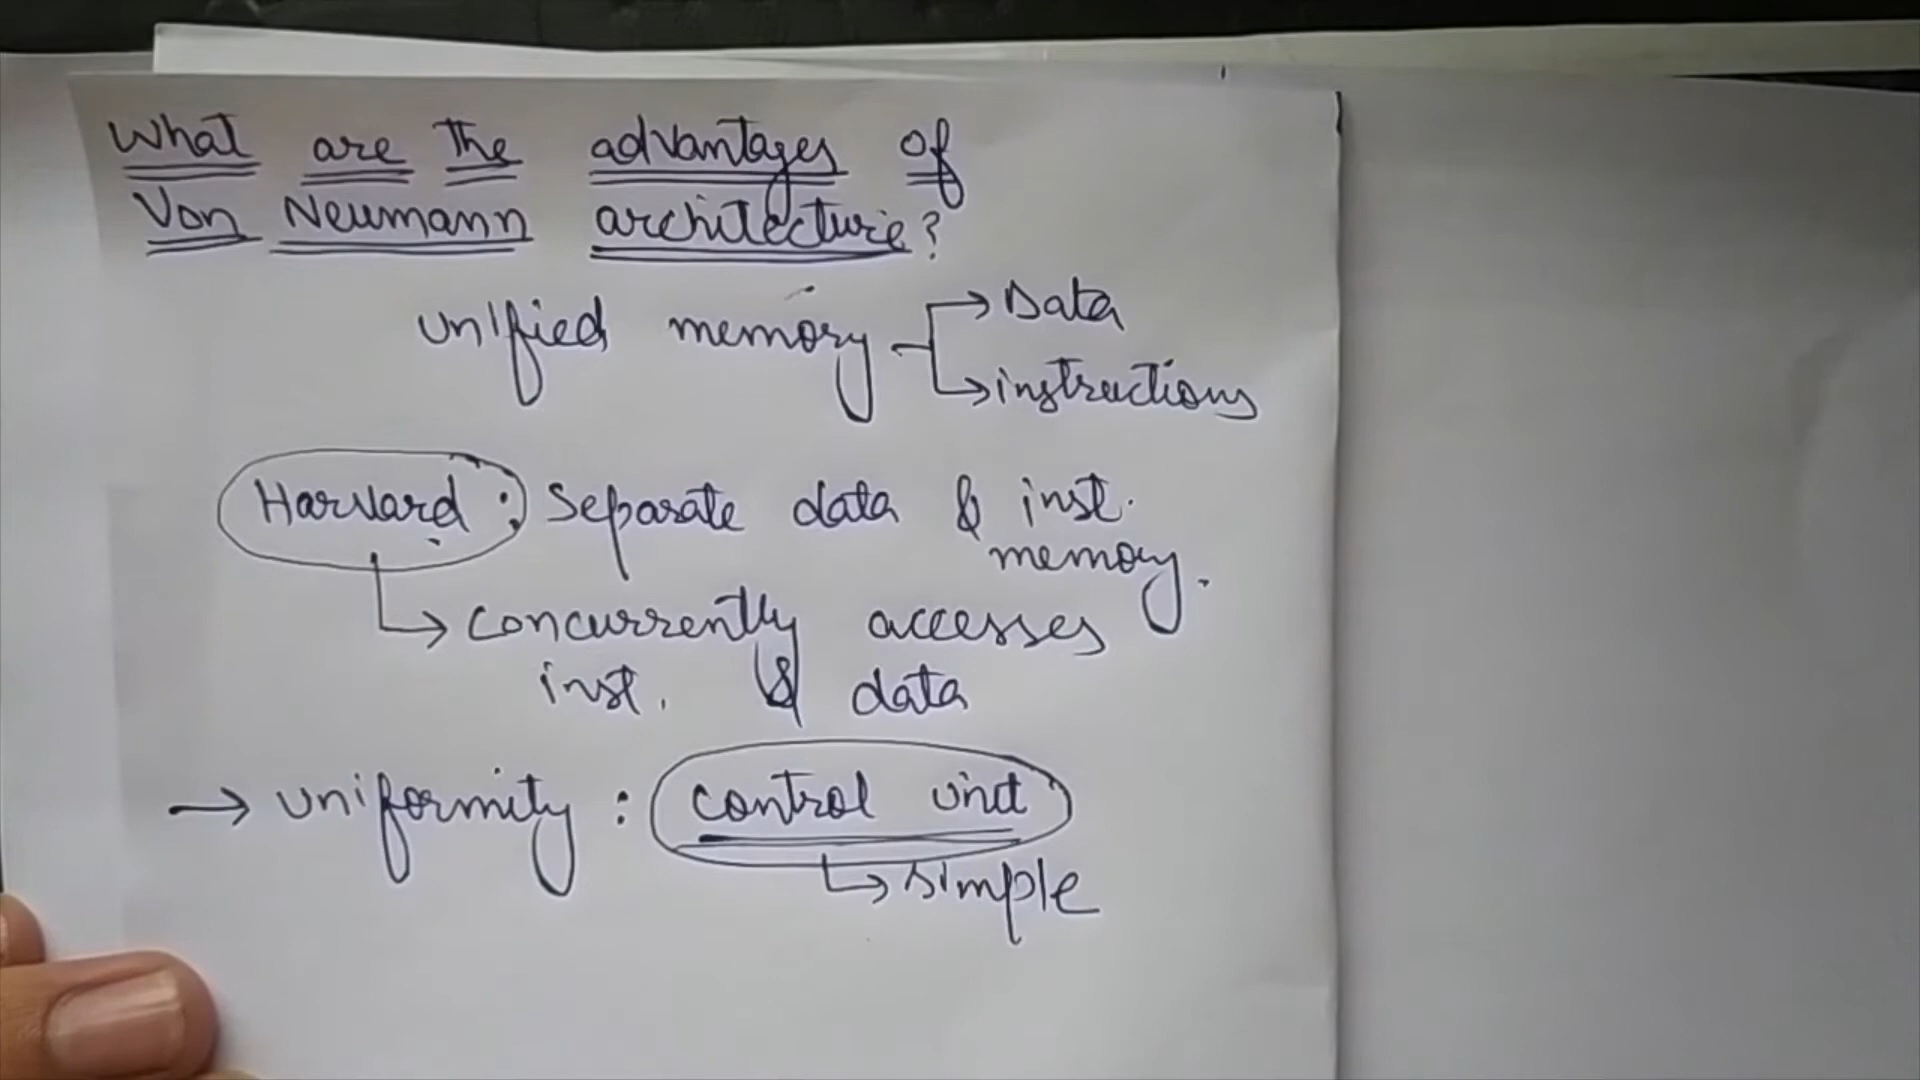 What are the advantages of
Von Neumann architecture?
unified memory → Data
→ instructions
Harvard : Separate data & inst.
memory.
→ concurrently accesses
inst. & data
→ uniformity : control unit
→ simple